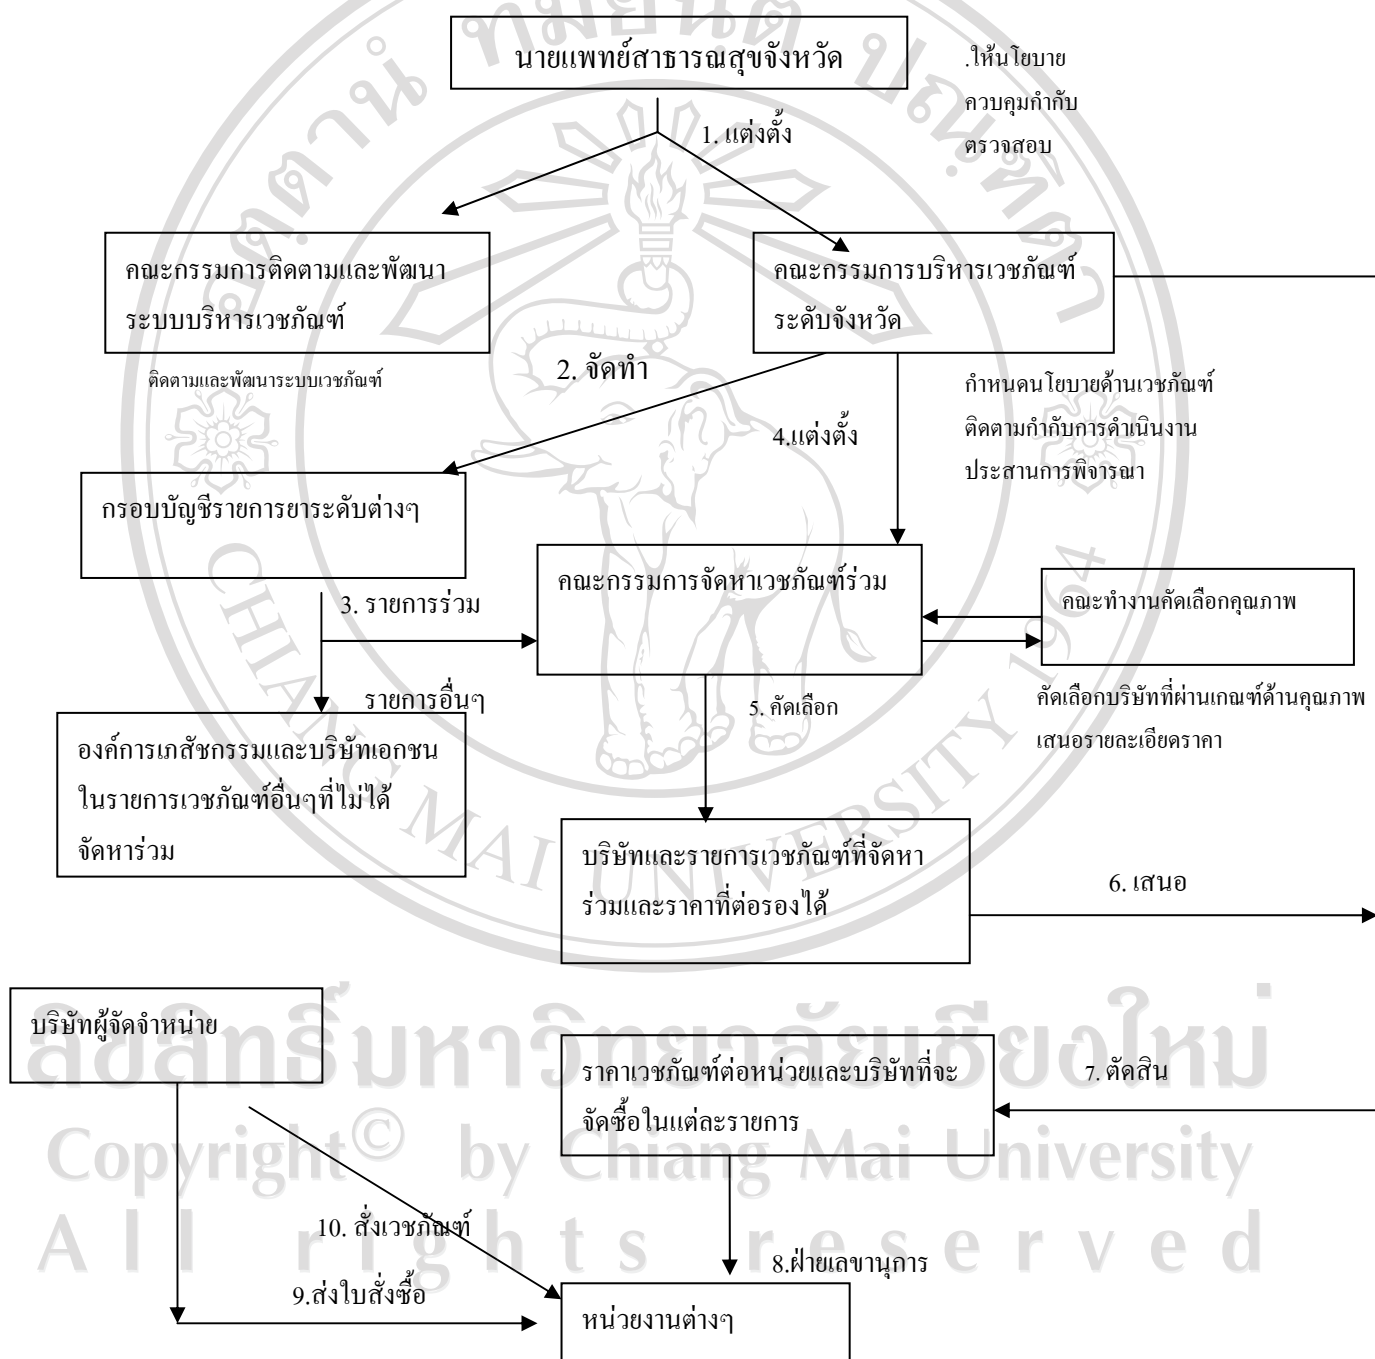 นายแพทย์สาธารณสุขจังหวัด
.ให้นโยบาย
ควบคุมกำกับ
ตรวจสอบ
1. แต่งตั้ง
คณะกรรมการติดตามและพัฒนา
ระบบบริหารเวชภัณฑ์
ติดตามและพัฒนาระบบเวชภัณฑ์
คณะกรรมการบริหารเวชภัณฑ์
ระดับจังหวัด
2. จัดทำ
4.แต่งตั้ง
กำหนดนโยบายด้านเวชภัณฑ์
ติดตามกำกับการดำเนินงาน
ประสานการพิจารณา
กรอบบัญชีรายการยาระดับต่างๆ
คณะกรรมการจัดหาเวชภัณฑ์ร่วม
คณะทำงานคัดเลือกคุณภาพ
3. รายการร่วม
รายการอื่นๆ
5. คัดเลือก
คัดเลือกบริษัทที่ผ่านเกณฑ์ด้านคุณภาพ
เสนอรายละเอียดราคา
องค์การเภสัชกรรมและบริษัทเอกชน
ในรายการเวชภัณฑ์อื่นๆที่ไม่ได้
จัดหาร่วม
บริษัทและรายการเวชภัณฑ์ที่จัดหา
ร่วมและราคาที่ต่อรองได้
6. เสนอ
บริษัทผู้จัดจำหน่าย
ราคาเวชภัณฑ์ต่อหน่วยและบริษัทที่จะ
จัดซื้อในแต่ละรายการ
7. ตัดสิน
10. สั่งเวชภัณฑ์
8.ฝ่ายเลขานุการ
9.ส่งใบสั่งซื้อ
หน่วยงานต่างๆ
CHIANG MAI UNIVERSITY 1964
ลิขสิทธิ์มหาวิทยาลัยเชียงใหม่
Copyright© by Chiang Mai University
All rights reserved